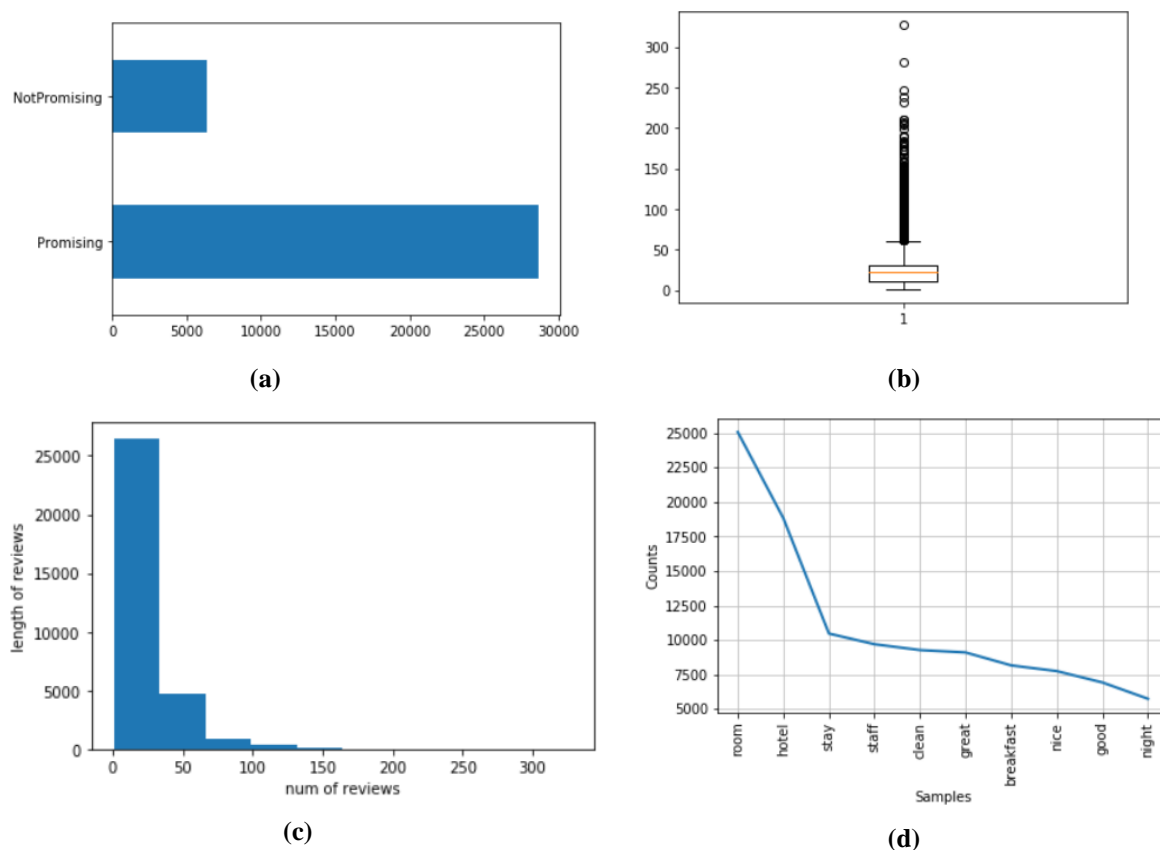 NotPromising
Promising
0 5000 10000 15000 20000 25000 30000
(a)
300
250
200
150
100
50
0
1
(b)
25000
20000
15000
10000
5000
0
length of reviews
0 50 100 150 200 250 300
num of reviews
(c)
25000
22500
20000
17500
15000
12500
10000
7500
5000
Counts
room hotel stay staff clean great breakfast nice good night
Samples
(d)